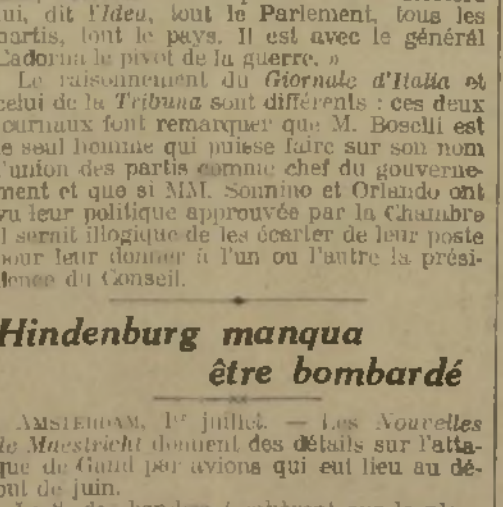 lui, dit l'Idea, tout le Parlement, tous les
partis, tout le pays. Il est avec le général
Cadorna le pivot de la guerre. »
Le raisonnement du Giornale d'Italia et
celui de la Tribuna sont différents : ces deux
journaux font remarquer que M. Boselli est
le seul homme qui puisse faire sur son nom
l'union des partis comme chef du gouverne-
ment et que si MM. Sonnino et Orlando ont
vu leur politique approuvée par la Chambre
il serait illogique de les écarter de leur poste
pour leur donner à l'un ou l'autre la prési-
dence du Conseil.
Hindenburg manqua
être bombardé
AMSTERDAM, 1er juillet. — Les Nouvelles
de Maestricht donnent des détails sur l'atta-
que de Gand par avions qui eut lieu au dé-
but de juin.